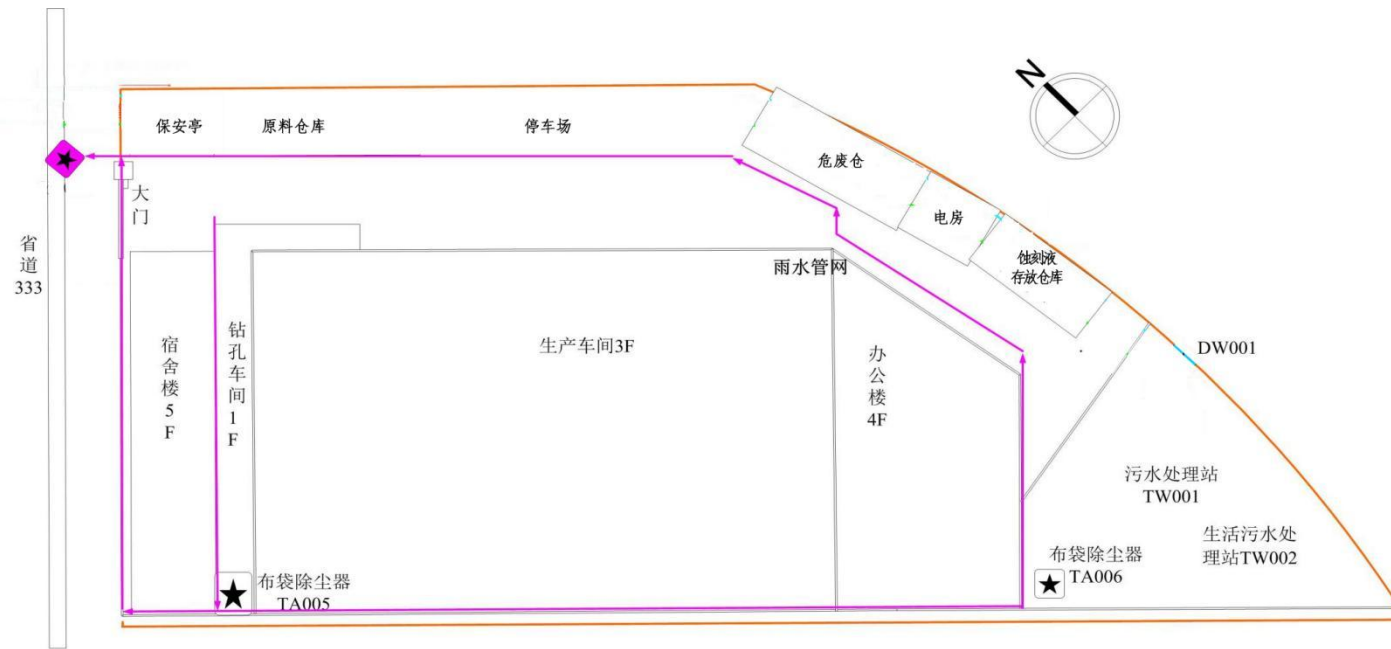 N
保安亭
原料仓库
停车场
危废仓
电房
蚀刻液
存放仓库
大门
省道
333
雨水管网
宿舍楼5F
钻孔车间1F
生产车间3F
办公楼
4F
DW001
污水处理站
TW001
生活污水处
理站TW002
布袋除尘器
TA005
布袋除尘器
TA006